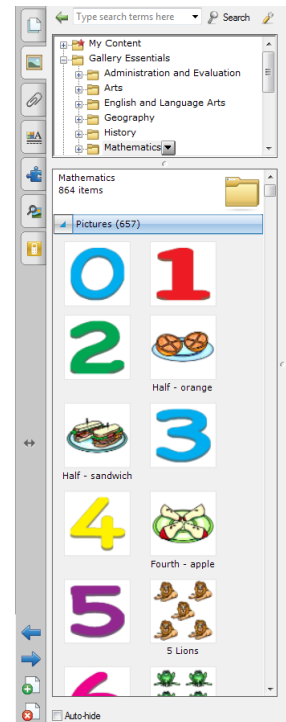 Type search terms here
Search
My Content
Gallery Essentials
Administration and Evaluation
Arts
English and Language Arts
Geography
History
Mathematics
Mathematics
864 items
Pictures (657)
0 1
2
Half - orange
3
Half - sandwich
4
Fourth - apple
5
5 Lions
6
Auto-hide